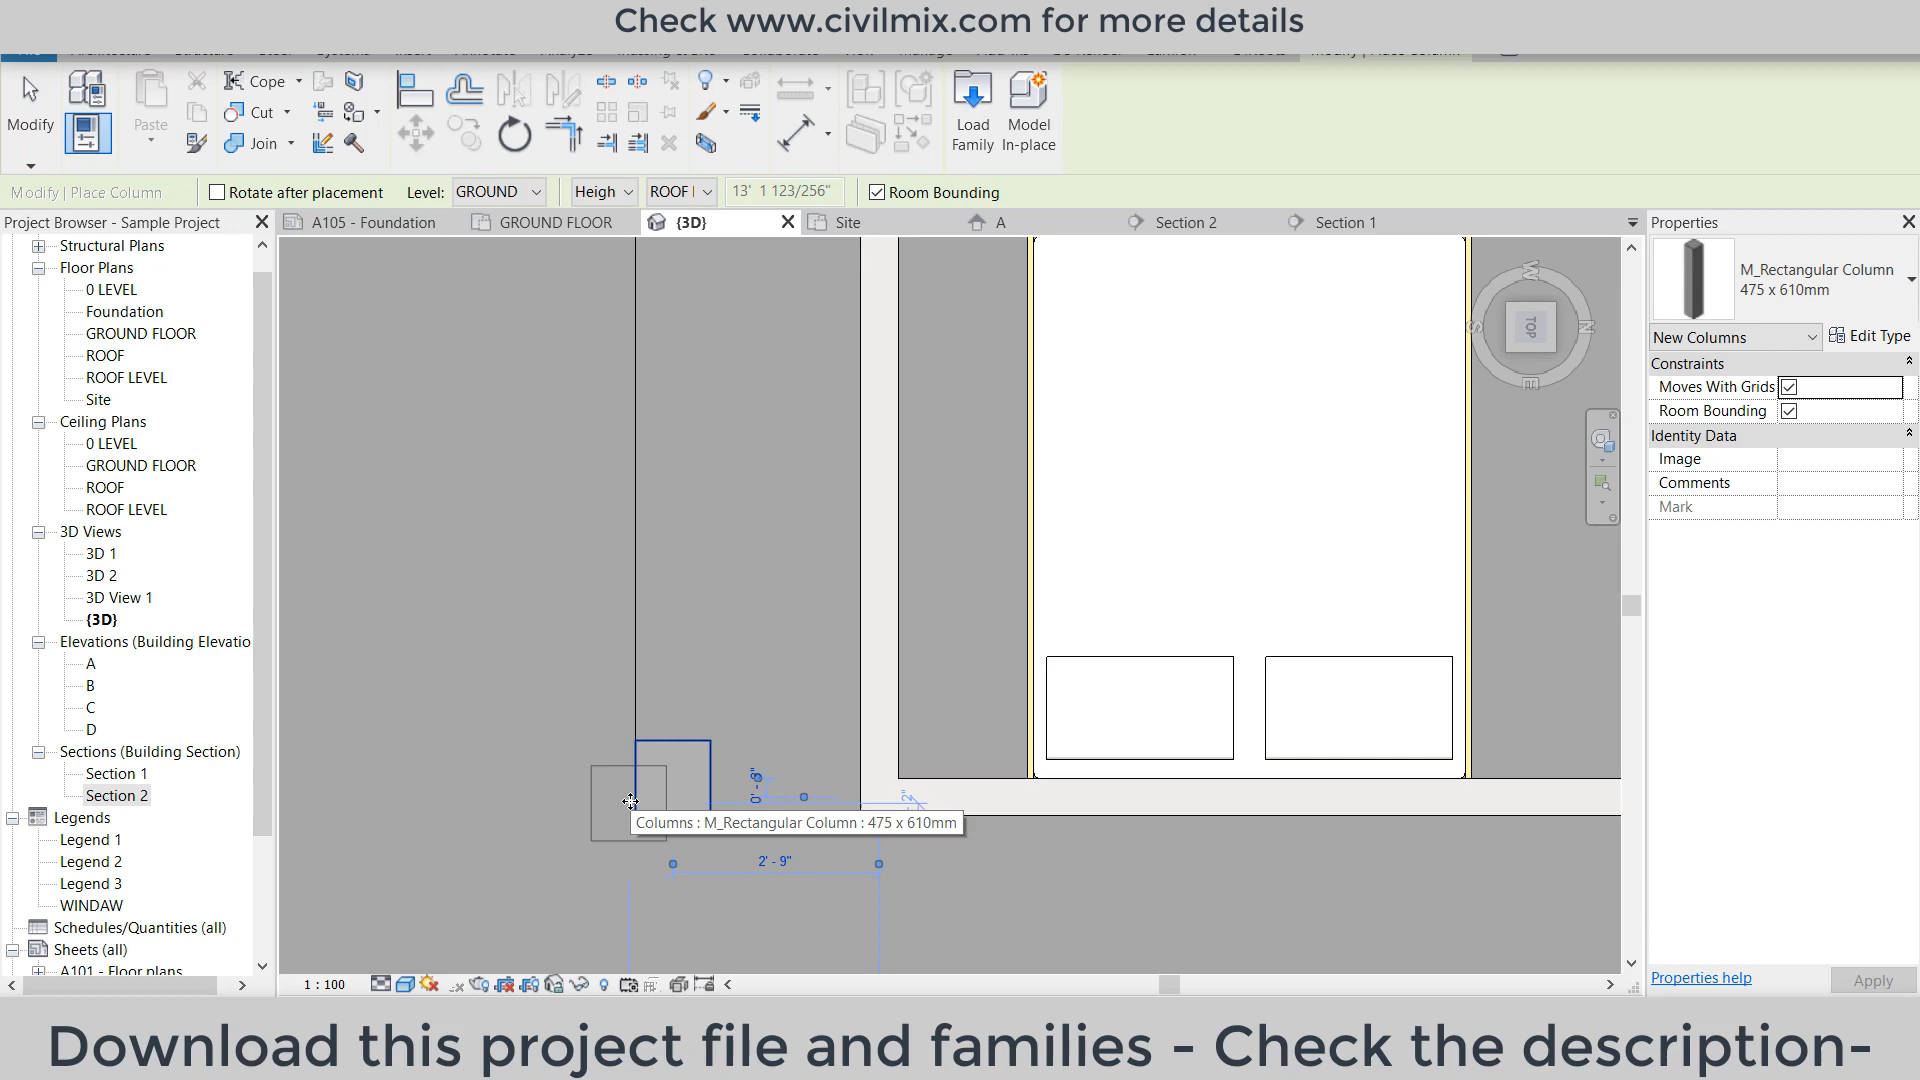 Check www.civilmix.com for more details
Modify
Paste
Cope
Cut
Join
Load
Family
Model
In-place
Modify | Place Column
Rotate after placement
Level:
GROUND
Heigh
ROOF
13' 1 123/256"
Room Bounding
Project Browser - Sample Project
A105 - Foundation
GROUND FLOOR
{3D}
Site
A
Section 2
Section 1
Properties
Structural Plans
Floor Plans
0 LEVEL
Foundation
GROUND FLOOR
ROOF
ROOF LEVEL
Site
Ceiling Plans
0 LEVEL
GROUND FLOOR
ROOF
ROOF LEVEL
3D Views
3D 1
3D 2
3D View 1
{3D}
Elevations (Building Elevatio
A
B
C
D
Sections (Building Section)
Section 1
Section 2
Legends
Legend 1
Legend 2
Legend 3
WINDAW
Schedules/Quantities (all)
Sheets (all)
A101 - Floor plans
W
S
TOP
N
E
Columns : M_Rectangular Column : 475 x 610mm
2' - 9"
1 : 100
M_Rectangular Column
475 x 610mm
New Columns
Edit Type
Constraints
Moves With Grids
Room Bounding
Identity Data
Image
Comments
Mark
Properties help
Apply
Download this project file and families - Check the description-